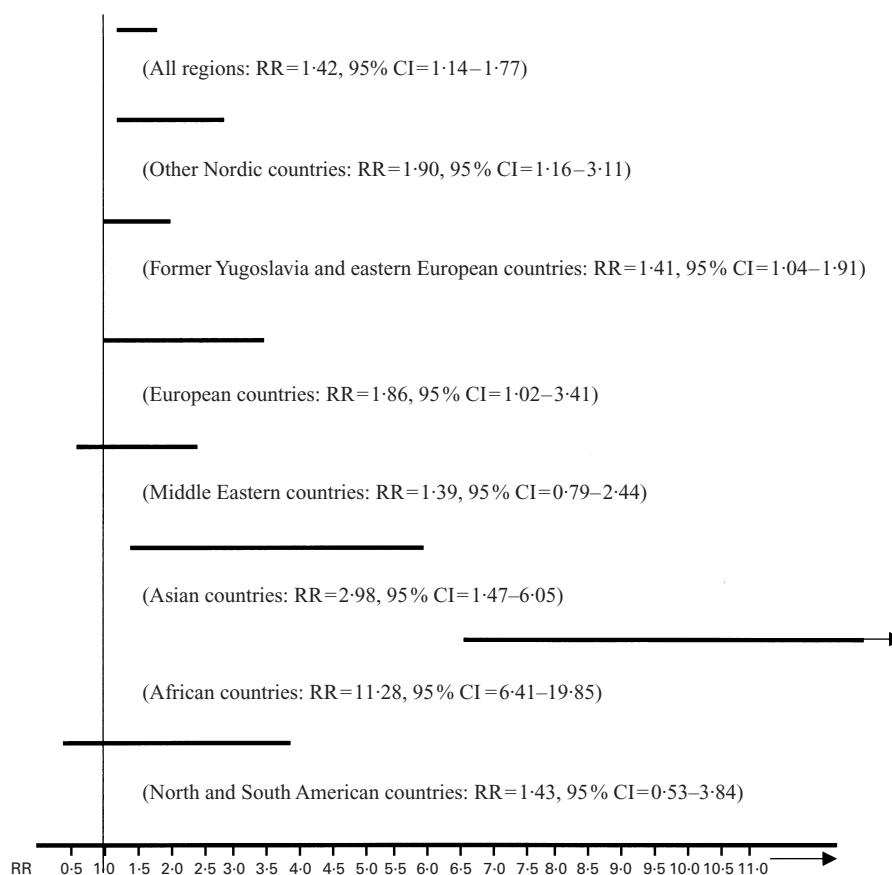 (All regions: RR=1·42, 95% CI=1·14–1·77)
(Other Nordic countries: RR=1·90, 95% CI=1·16–3·11)
(Former Yugoslavia and eastern European countries: RR=1·41, 95% CI=1·04–1·91)
(European countries: RR=1·86, 95% CI=1·02–3·41)
(Middle Eastern countries: RR=1·39, 95% CI=0·79–2·44)
(Asian countries: RR=2·98, 95% CI=1·47–6·05)
(African countries: RR=11·28, 95% CI=6·41–19·85)
(North and South American countries: RR=1·43, 95% CI=0·53–3·84)
RR 0·5 1·0 1·5 2·0 2·5 3·0 3·5 4·0 4·5 5·0 5·5 6·0 6·5 7·0 7·5 8·0 8·5 9·0 9·5 10·0 10·5 11·0